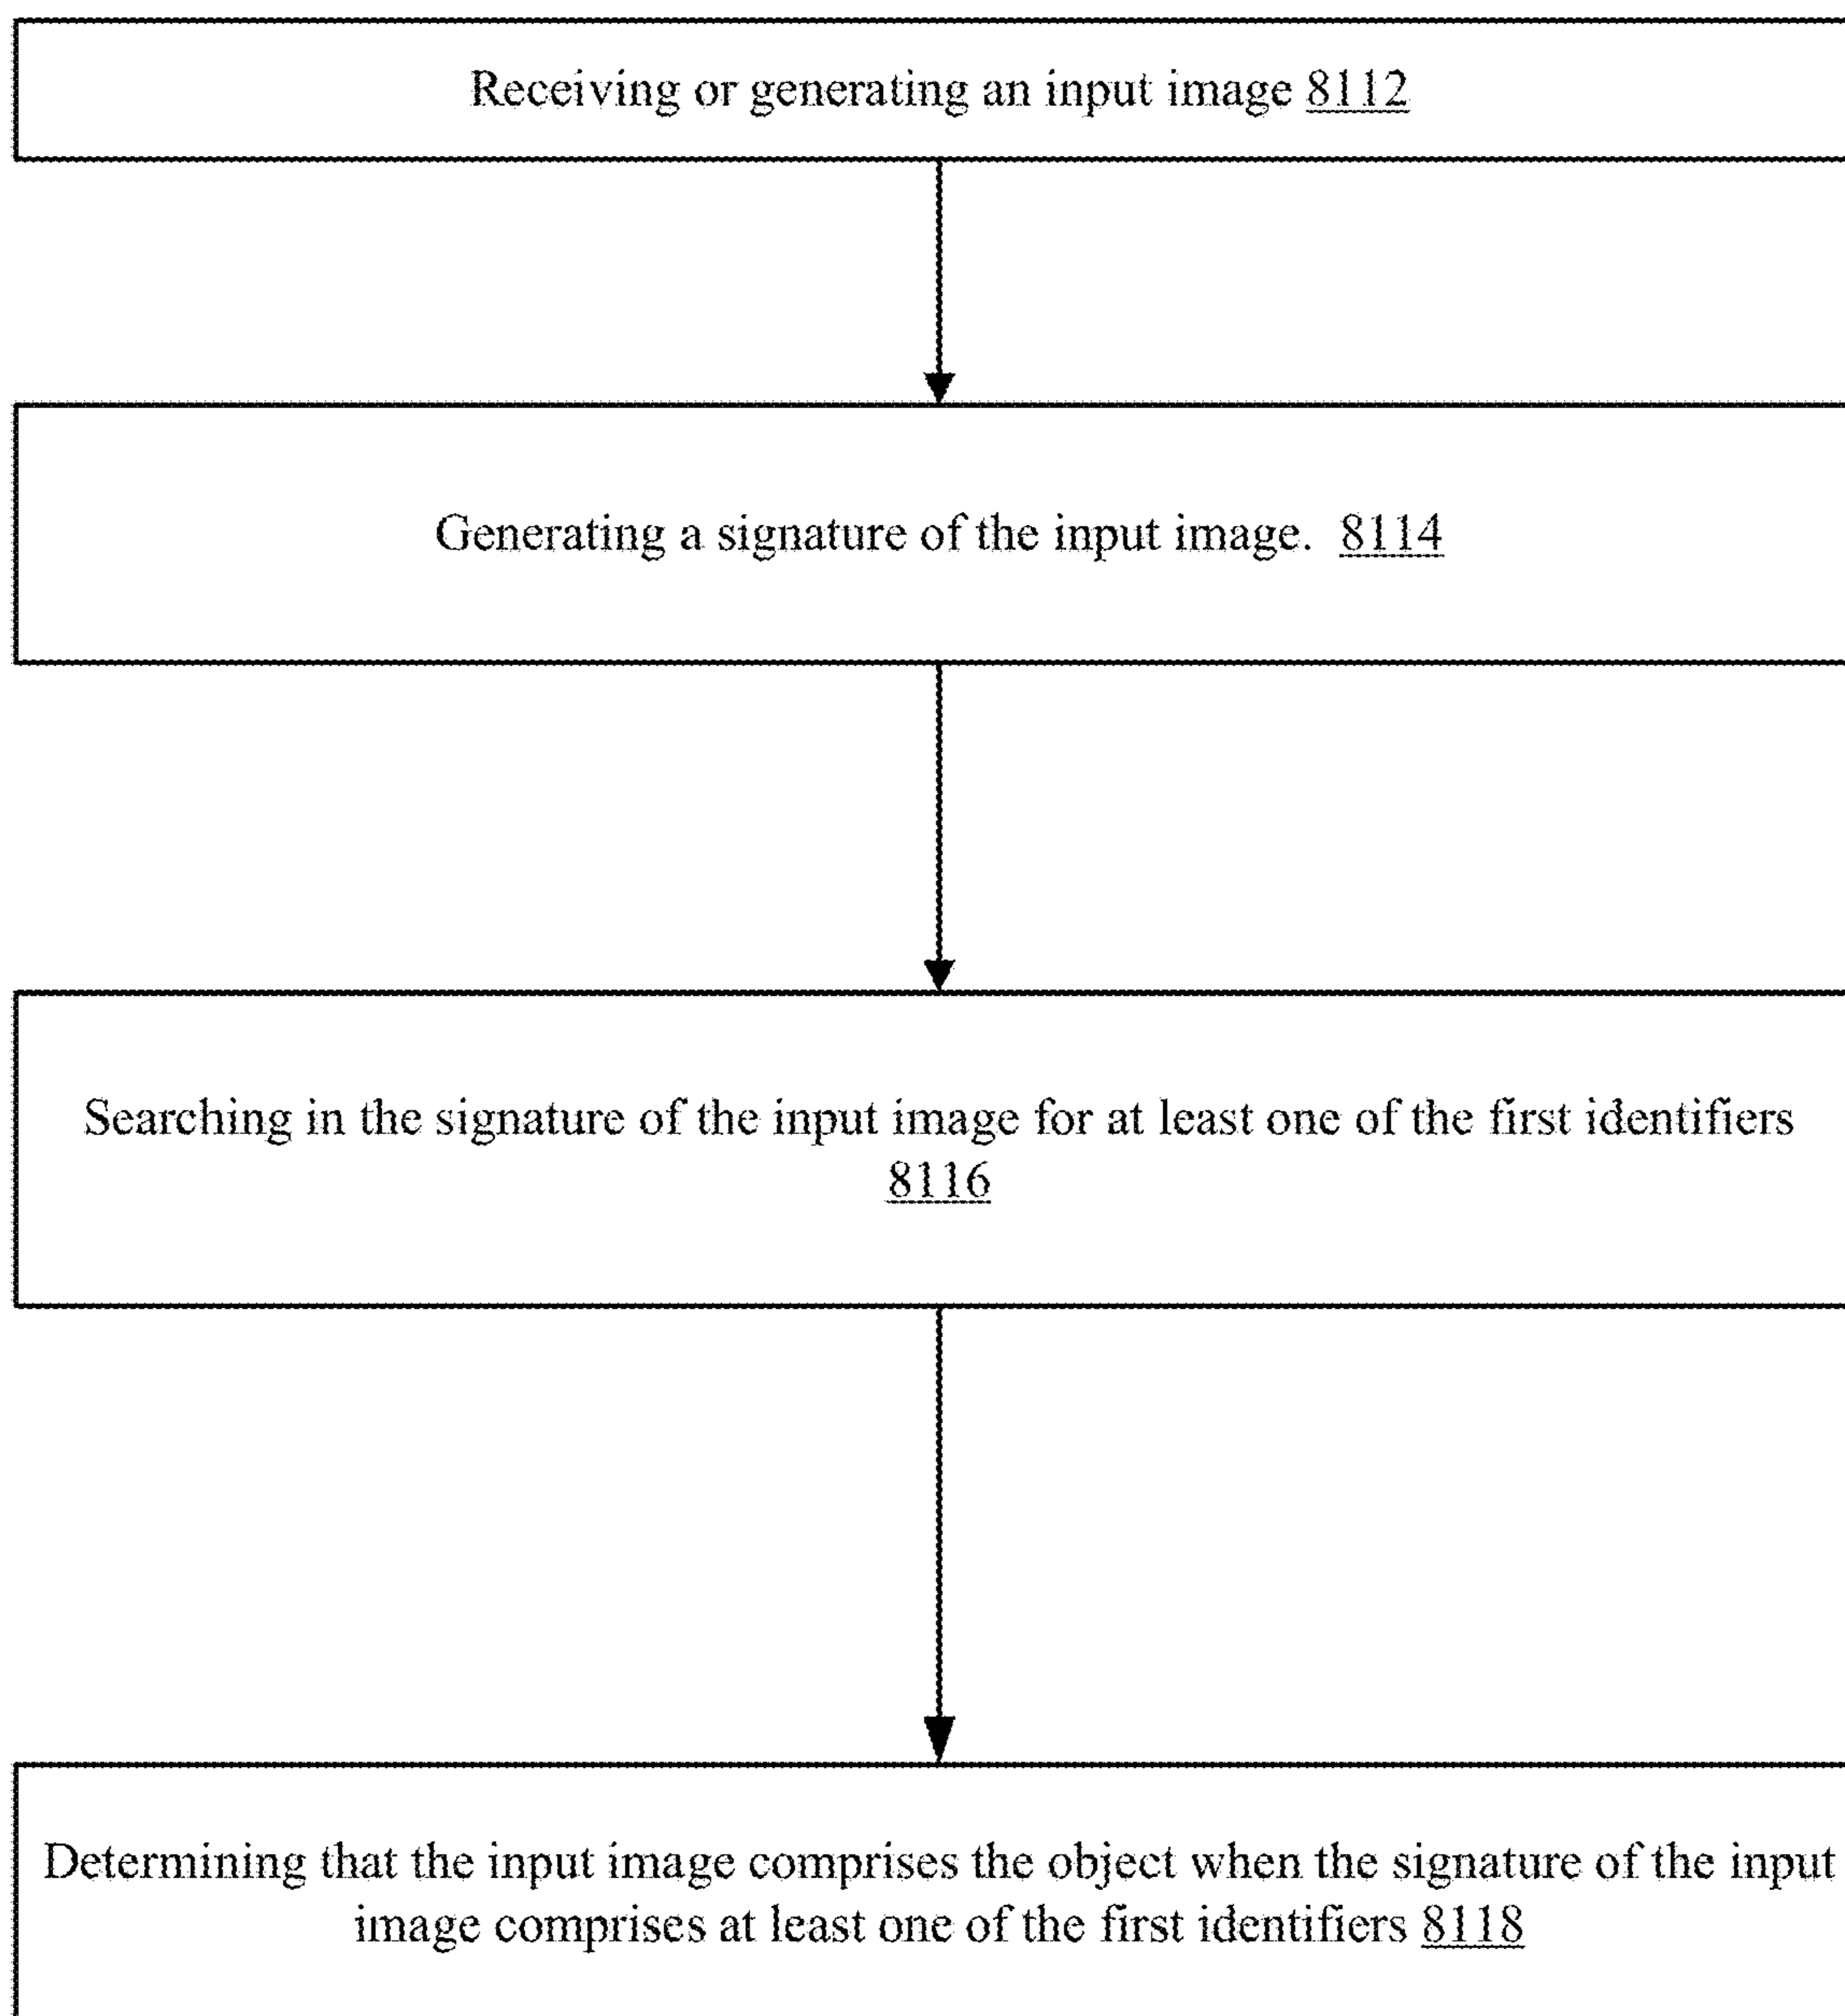 Receiving or generating an input image 8112
Generating a signature of the input image. 8114
Searching in the signature of the input image for at least one of the first identifiers
8116
Determining that the input image comprises the object when the signature of the input
image comprises at least one of the first identifiers 8118